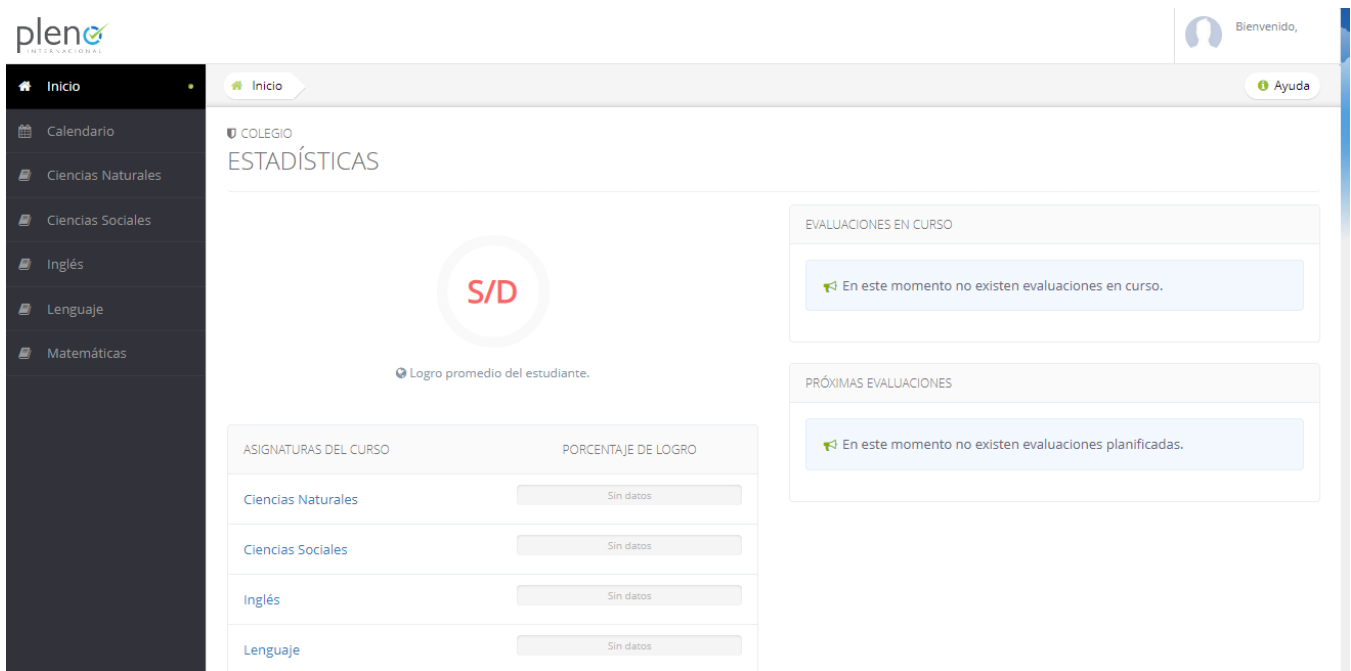 pleno
INTERNACIONAL
Bienvenido,
Inicio
Calendario
Ciencias Naturales
Ciencias Sociales
Inglés
Lenguaje
Matemáticas
Inicio
Ayuda
COLEGIO
ESTADÍSTICAS
S/D
Logro promedio del estudiante.
ASIGNATURAS DEL CURSO PORCENTAJE DE LOGRO
Ciencias Naturales Sin datos
Ciencias Sociales Sin datos
Inglés Sin datos
Lenguaje Sin datos
EVALUACIONES EN CURSO
En este momento no existen evaluaciones en curso.
PRÓXIMAS EVALUACIONES
En este momento no existen evaluaciones planificadas.